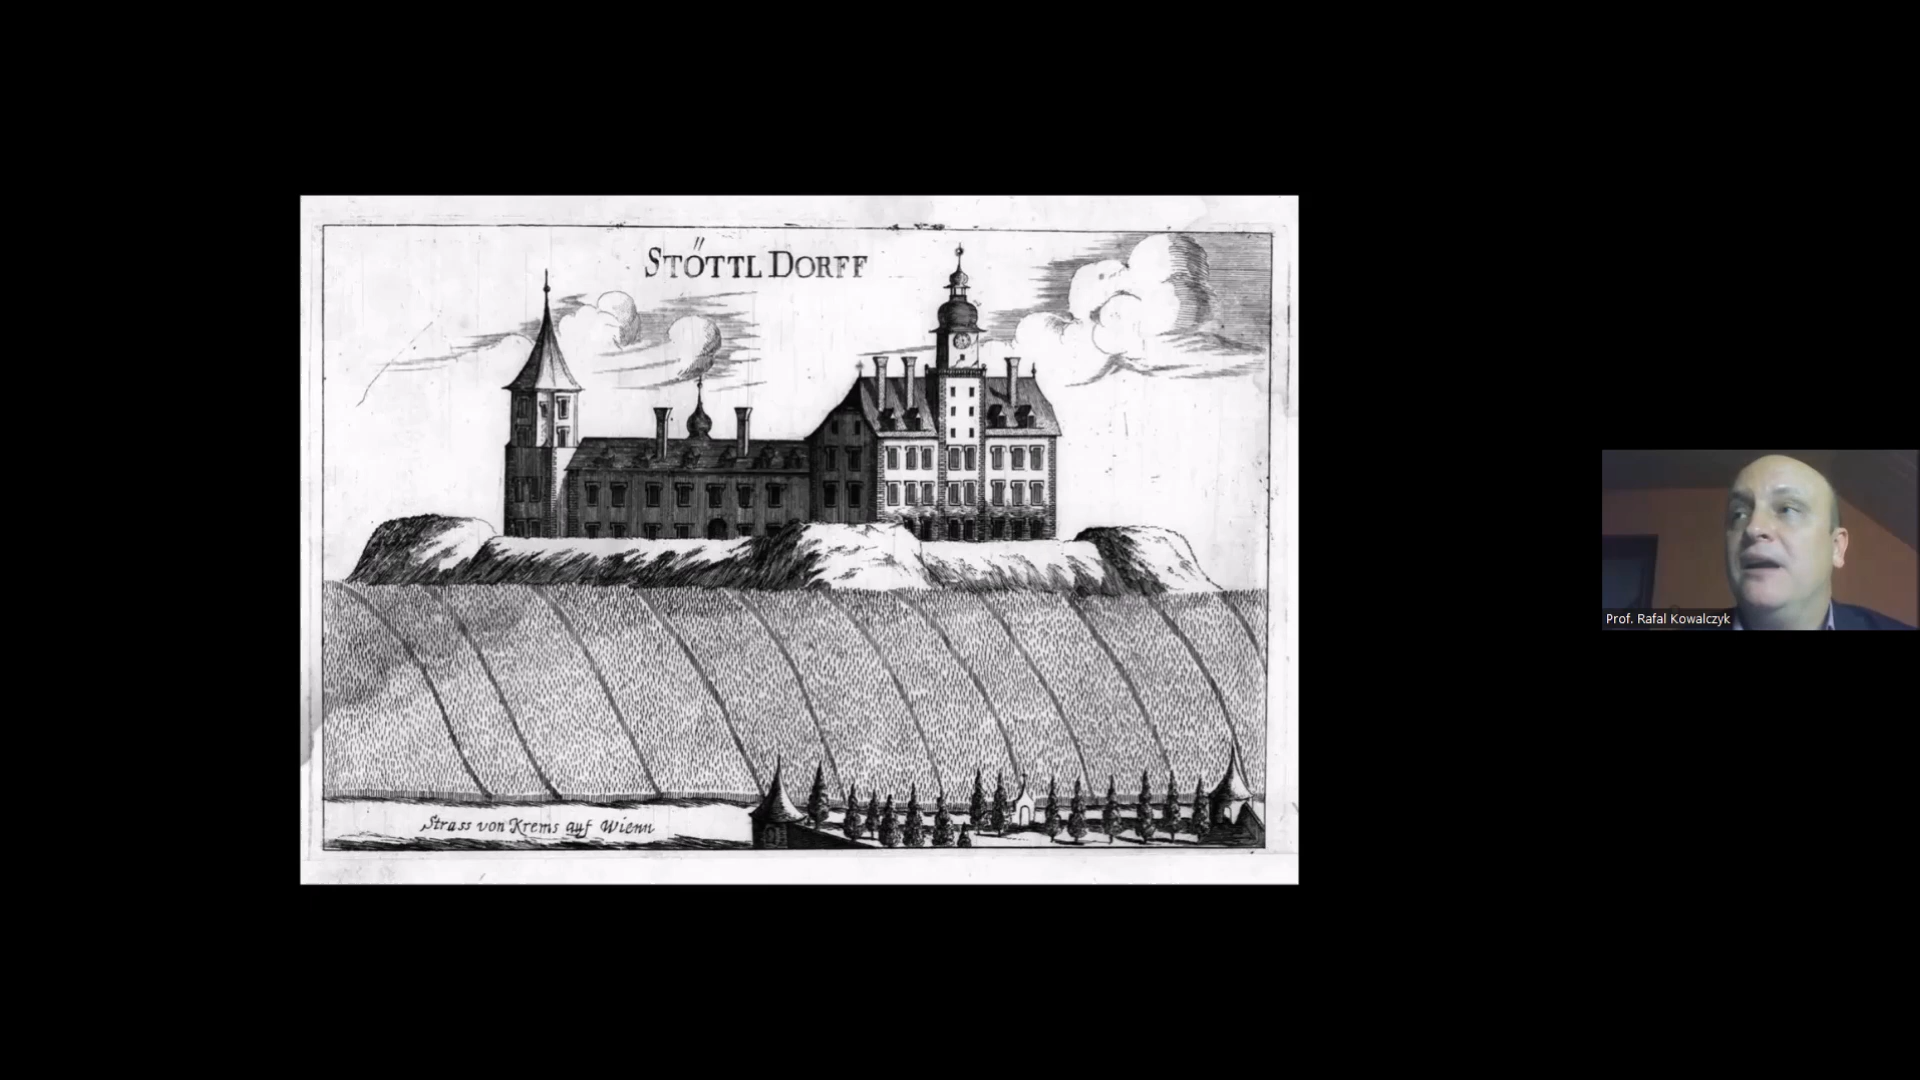 STÖTTL DORFF
Strass von Krems auf Wienn
Prof. Rafal Kowalczyk